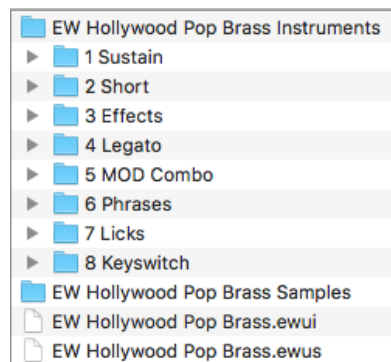 EW Hollywood Pop Brass Instruments
1 Sustain
2 Short
3 Effects
4 Legato
5 MOD Combo
6 Phrases
7 Licks
8 Keyswitch
EW Hollywood Pop Brass Samples
EW Hollywood Pop Brass.ewui
EW Hollywood Pop Brass.ewus